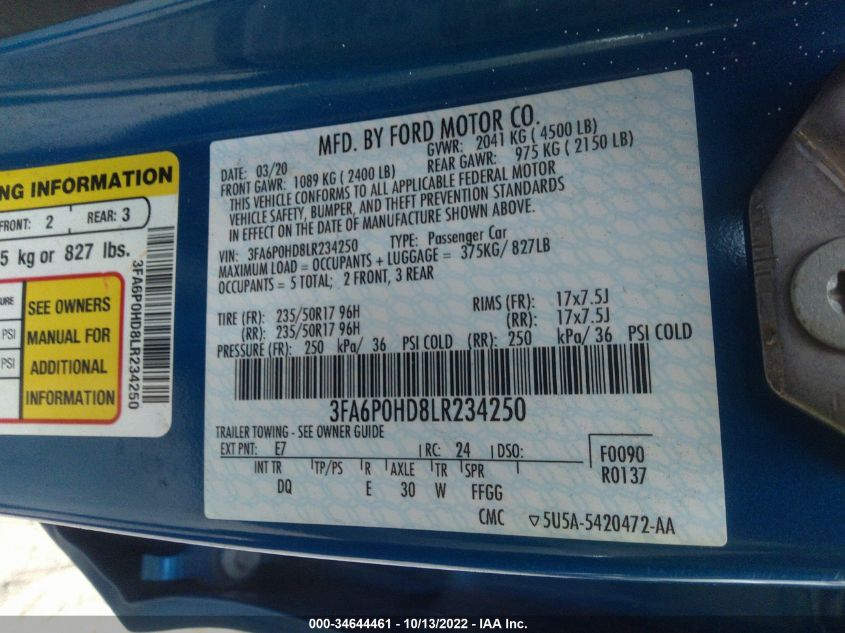 NG INFORMATION
FRONT: 2 REAR: 3
5 kg or 827 lbs.
SEE OWNERS
PSI MANUAL FOR
PSI ADDITIONAL
INFORMATION
3FA6P0HD8LR234250
MFD. BY FORD MOTOR CO.
DATE: 03/20 GVWR: 2041 KG ( 4500 LB)
FRONT GAWR: 1089 KG ( 2400 LB) REAR GAWR: 975 KG ( 2150 LB)
THIS VEHICLE CONFORMS TO ALL APPLICABLE FEDERAL MOTOR
VEHICLE SAFETY, BUMPER, AND THEFT PREVENTION STANDARDS
IN EFFECT ON THE DATE OF MANUFACTURE SHOWN ABOVE.
VIN: 3FA6P0HD8LR234250 TYPE: Passenger Car
MAXIMUM LOAD = OCCUPANTS + LUGGAGE = 375KG/ 827LB
OCCUPANTS = 5 TOTAL; 2 FRONT, 3 REAR
TIRE (FR): 235/50R17 96H RIMS (FR): 17x7.5J
(RR): 235/50R17 96H (RR): 17x7.5J
PRESSURE (FR): 250 kPa/ 36 PSI COLD (RR): 250 kPa/ 36 PSI COLD
3FA6P0HD8LR234250
TRAILER TOWING - SEE OWNER GUIDE
EXT PNT: E7 RC: 24 DSO: F0090
INT TR TP/PS R AXLE TR SPR R0137
DQ E 30 W FFGG
CMC ▽5U5A-5420472-AA
000-34644461 - 10/13/2022 - IAA Inc.